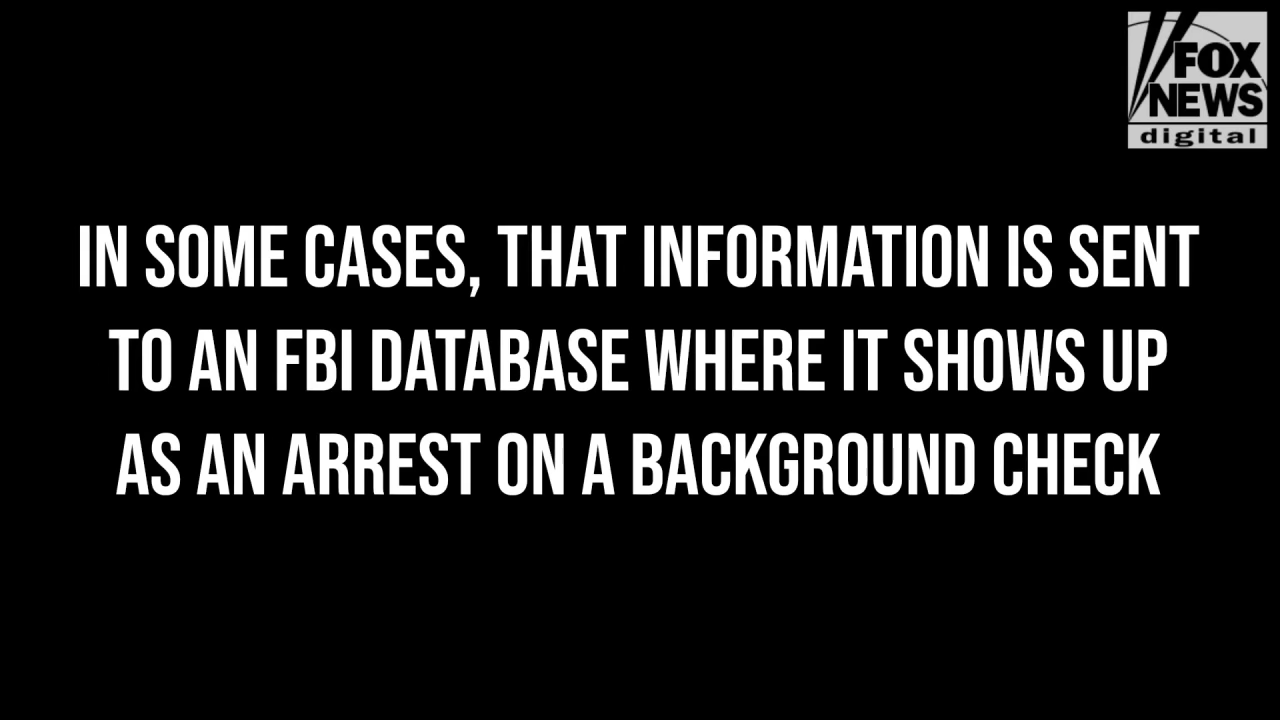 FOX
NEWS
digital
IN SOME CASES, THAT INFORMATION IS SENT
TO AN FBI DATABASE WHERE IT SHOWS UP
AS AN ARREST ON A BACKGROUND CHECK